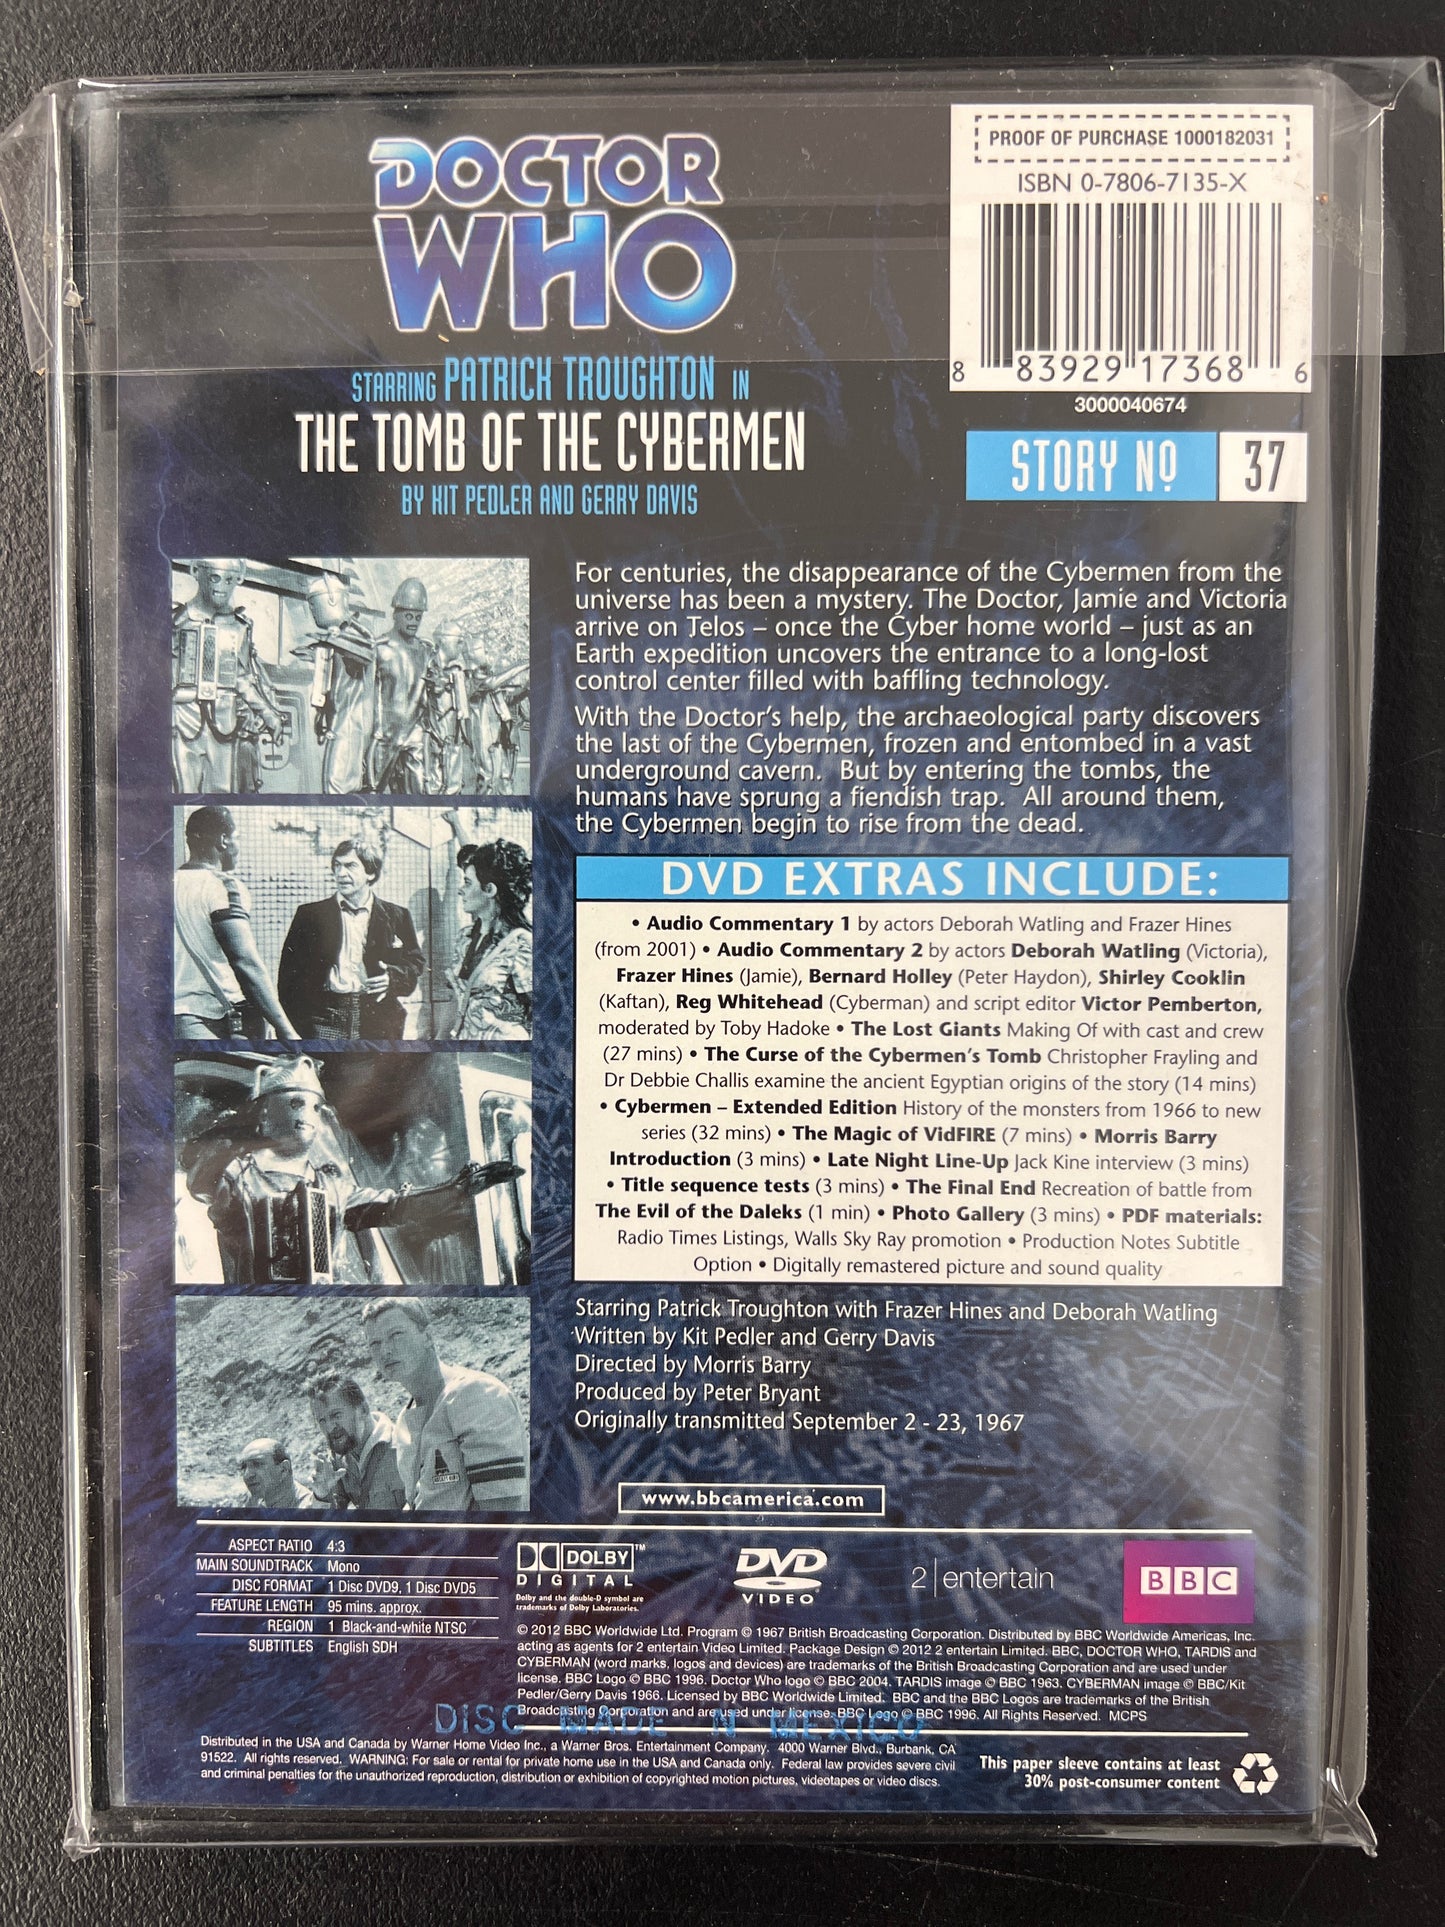 DOCTOR
WHO
STARRING PATRICK TROUGHTON IN
THE TOMB OF THE CYBERMEN
BY KIT PEDLER AND GERRY DAVIS
PROOF OF PURCHASE 1000182031
ISBN 0-7806-7135-X
8 83929 17368 6
3000040674
STORY Nº 37
For centuries, the disappearance of the Cybermen from the
universe has been a mystery. The Doctor, Jamie and Victoria
arrive on Telos – once the Cyber home world – just as an
Earth expedition uncovers the entrance to a long-lost
control center filled with baffling technology.
With the Doctor's help, the archaeological party discovers
the last of the Cybermen, frozen and entombed in a vast
underground cavern. But by entering the tombs, the
humans have sprung a fiendish trap. All around them,
the Cybermen begin to rise from the dead.
DVD EXTRAS INCLUDE:
• Audio Commentary 1 by actors Deborah Watling and Frazer Hines
(from 2001) • Audio Commentary 2 by actors Deborah Watling (Victoria),
Frazer Hines (Jamie), Bernard Holley (Peter Haydon), Shirley Cooklin
(Kaftan), Reg Whitehead (Cyberman) and script editor Victor Pemberton,
moderated by Toby Hadoke • The Lost Giants Making Of with cast and crew
(27 mins) • The Curse of the Cybermen's Tomb Christopher Frayling and
Dr Debbie Challis examine the ancient Egyptian origins of the story (14 mins)
• Cybermen – Extended Edition History of the monsters from 1966 to new
series (32 mins) • The Magic of VidFIRE (7 mins) • Morris Barry
Introduction (3 mins) • Late Night Line-Up Jack Kine interview (3 mins)
• Title sequence tests (3 mins) • The Final End Recreation of battle from
The Evil of the Daleks (1 min) • Photo Gallery (3 mins) • PDF materials:
Radio Times Listings, Walls Sky Ray promotion • Production Notes Subtitle
Option • Digitally remastered picture and sound quality
Starring Patrick Troughton with Frazer Hines and Deborah Watling
Written by Kit Pedler and Gerry Davis
Directed by Morris Barry
Produced by Peter Bryant
Originally transmitted September 2 - 23, 1967
www.bbcamerica.com
ASPECT RATIO 4:3
MAIN SOUNDTRACK Mono
DISC FORMAT 1 Disc DVD9, 1 Disc DVD5
FEATURE LENGTH 95 mins. approx.
REGION 1 Black-and-white NTSC
SUBTITLES English SDH
DOLBY™
DIGITAL
Dolby and the double-D symbol are
trademarks of Dolby Laboratories.
DVD
VIDEO
2 | entertain
BBC
© 2012 BBC Worldwide Ltd. Program © 1967 British Broadcasting Corporation. Distributed by BBC Worldwide Americas, Inc.
acting as agents for 2 entertain Video Limited. Package Design © 2012 2 entertain Limited. BBC, DOCTOR WHO, TARDIS and
CYBERMAN (word marks, logos and devices) are trademarks of the British Broadcasting Corporation and are used under
license. BBC Logo © BBC 1996. Doctor Who logo © BBC 2004. TARDIS image © BBC 1963. CYBERMAN image © BBC/Kit
Pedler/Gerry Davis 1966. Licensed by BBC Worldwide Limited. BBC and the BBC Logos are trademarks of the British
Broadcasting Corporation and are used under license. BBC Logo © BBC 1996. All Rights Reserved. MCPS
DISC MADE IN MEXICO
Distributed in the USA and Canada by Warner Home Video Inc., a Warner Bros. Entertainment Company. 4000 Warner Blvd., Burbank, CA
91522. All rights reserved. WARNING: For sale or rental for private home use in the USA and Canada only. Federal law provides severe civil
and criminal penalties for the unauthorized reproduction, distribution or exhibition of copyrighted motion pictures, videotapes or video discs.
This paper sleeve contains at least
30% post-consumer content